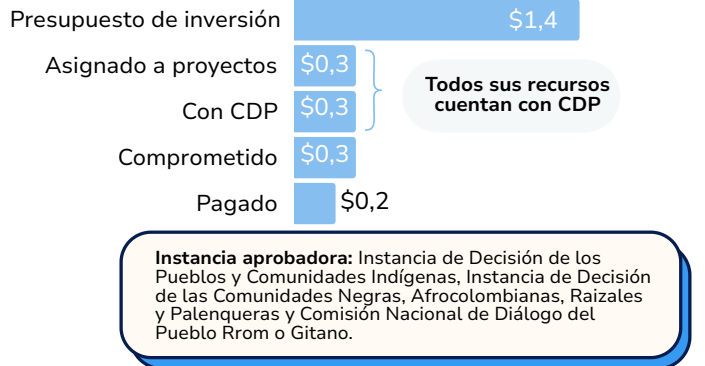 Presupuesto de inversión $1,4
Asignado a proyectos $0,3
Con CDP $0,3
Todos sus recursos
cuentan con CDP
Comprometido $0,3
Pagado $0,2
Instancia aprobadora: Instancia de Decisión de los
Pueblos y Comunidades Indígenas, Instancia de Decisión
de las Comunidades Negras, Afrocolombianas, Raizales
y Palenqueras y Comisión Nacional de Diálogo del
Pueblo Rrom o Gitano.